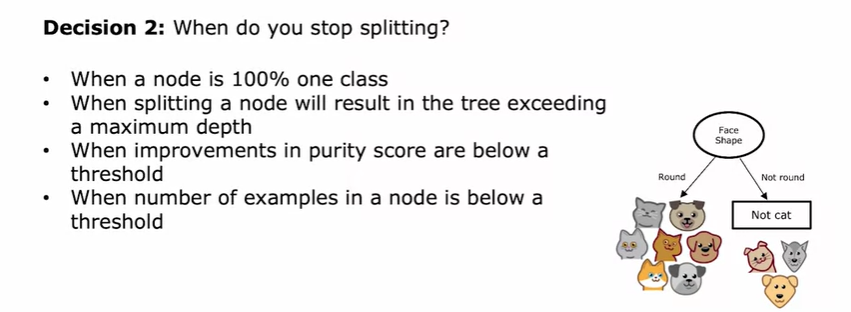 Decision 2: When do you stop splitting?
• When a node is 100% one class
• When splitting a node will result in the tree exceeding
a maximum depth
• When improvements in purity score are below a
threshold
• When number of examples in a node is below a
threshold
Face
Shape
Round
Not round
Not cat